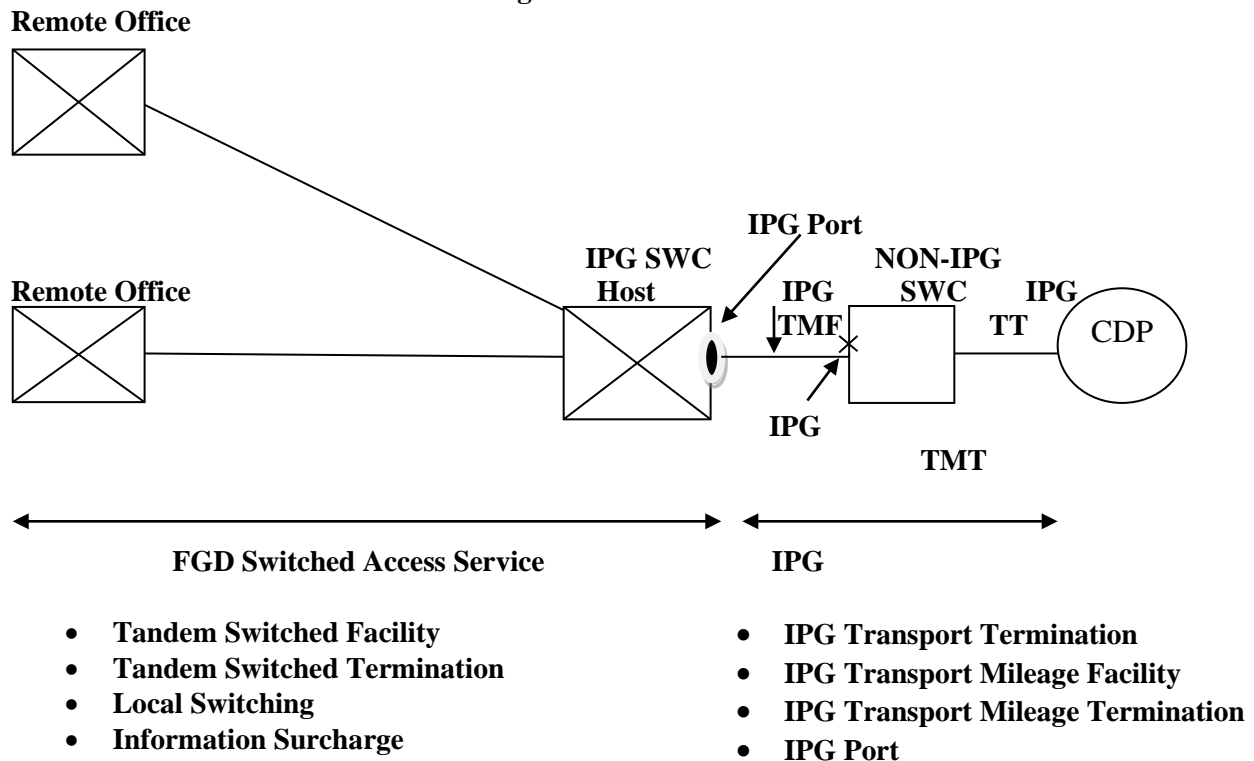 Remote Office
IPG Port
IPG SWC
Host
NON-IPG
SWC
Remote Office
IPG
TMF
IPG
TT
CDP
IPG
TMT
FGD Switched Access Service
IPG
• Tandem Switched Facility
• Tandem Switched Termination
• Local Switching
• Information Surcharge
• IPG Transport Termination
• IPG Transport Mileage Facility
• IPG Transport Mileage Termination
• IPG Port